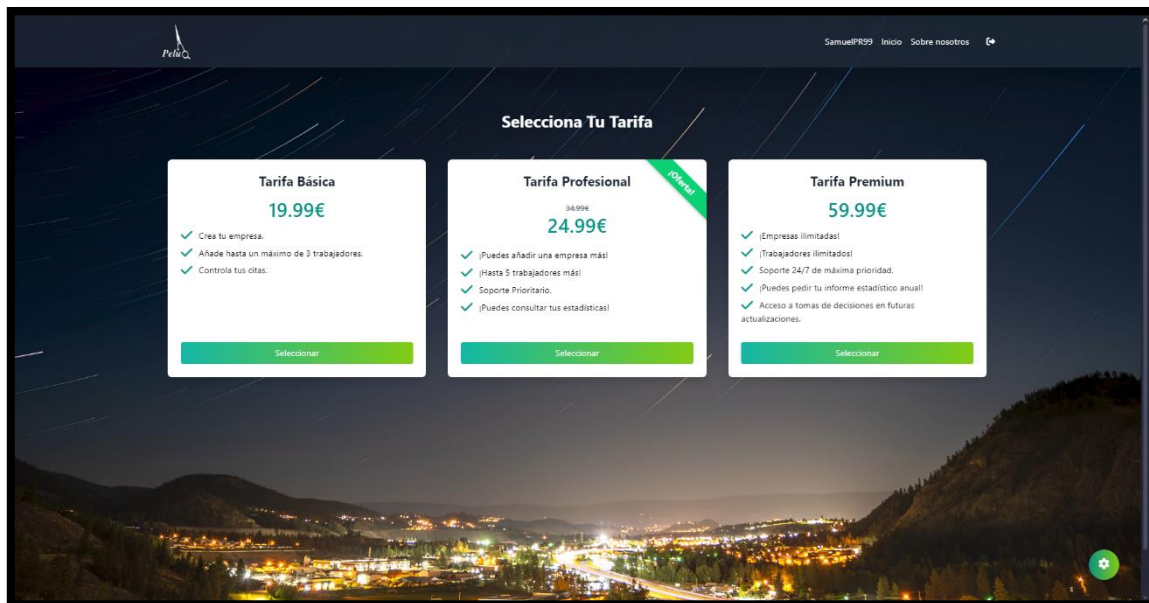 Pelu
SamuelPR99 Inicio Sobre nosotros
Selecciona Tu Tarifa
Tarifa Básica
19.99€
Crea tu empresa.
Añade hasta un máximo de 3 trabajadores.
Controla tus citas.
Seleccionar
¡Oferta!
Tarifa Profesional
34.99€
24.99€
¡Puedes añadir una empresa más!
¡Hasta 5 trabajadores más!
Soporte Prioritario.
¡Puedes consultar tus estadísticas!
Seleccionar
Tarifa Premium
59.99€
¡Empresas ilimitadas!
¡Trabajadores ilimitados!
Soporte 24/7 de máxima prioridad.
¡Puedes pedir tu informe estadístico anual!
Acceso a tomas de decisiones en futuras
actualizaciones.
Seleccionar